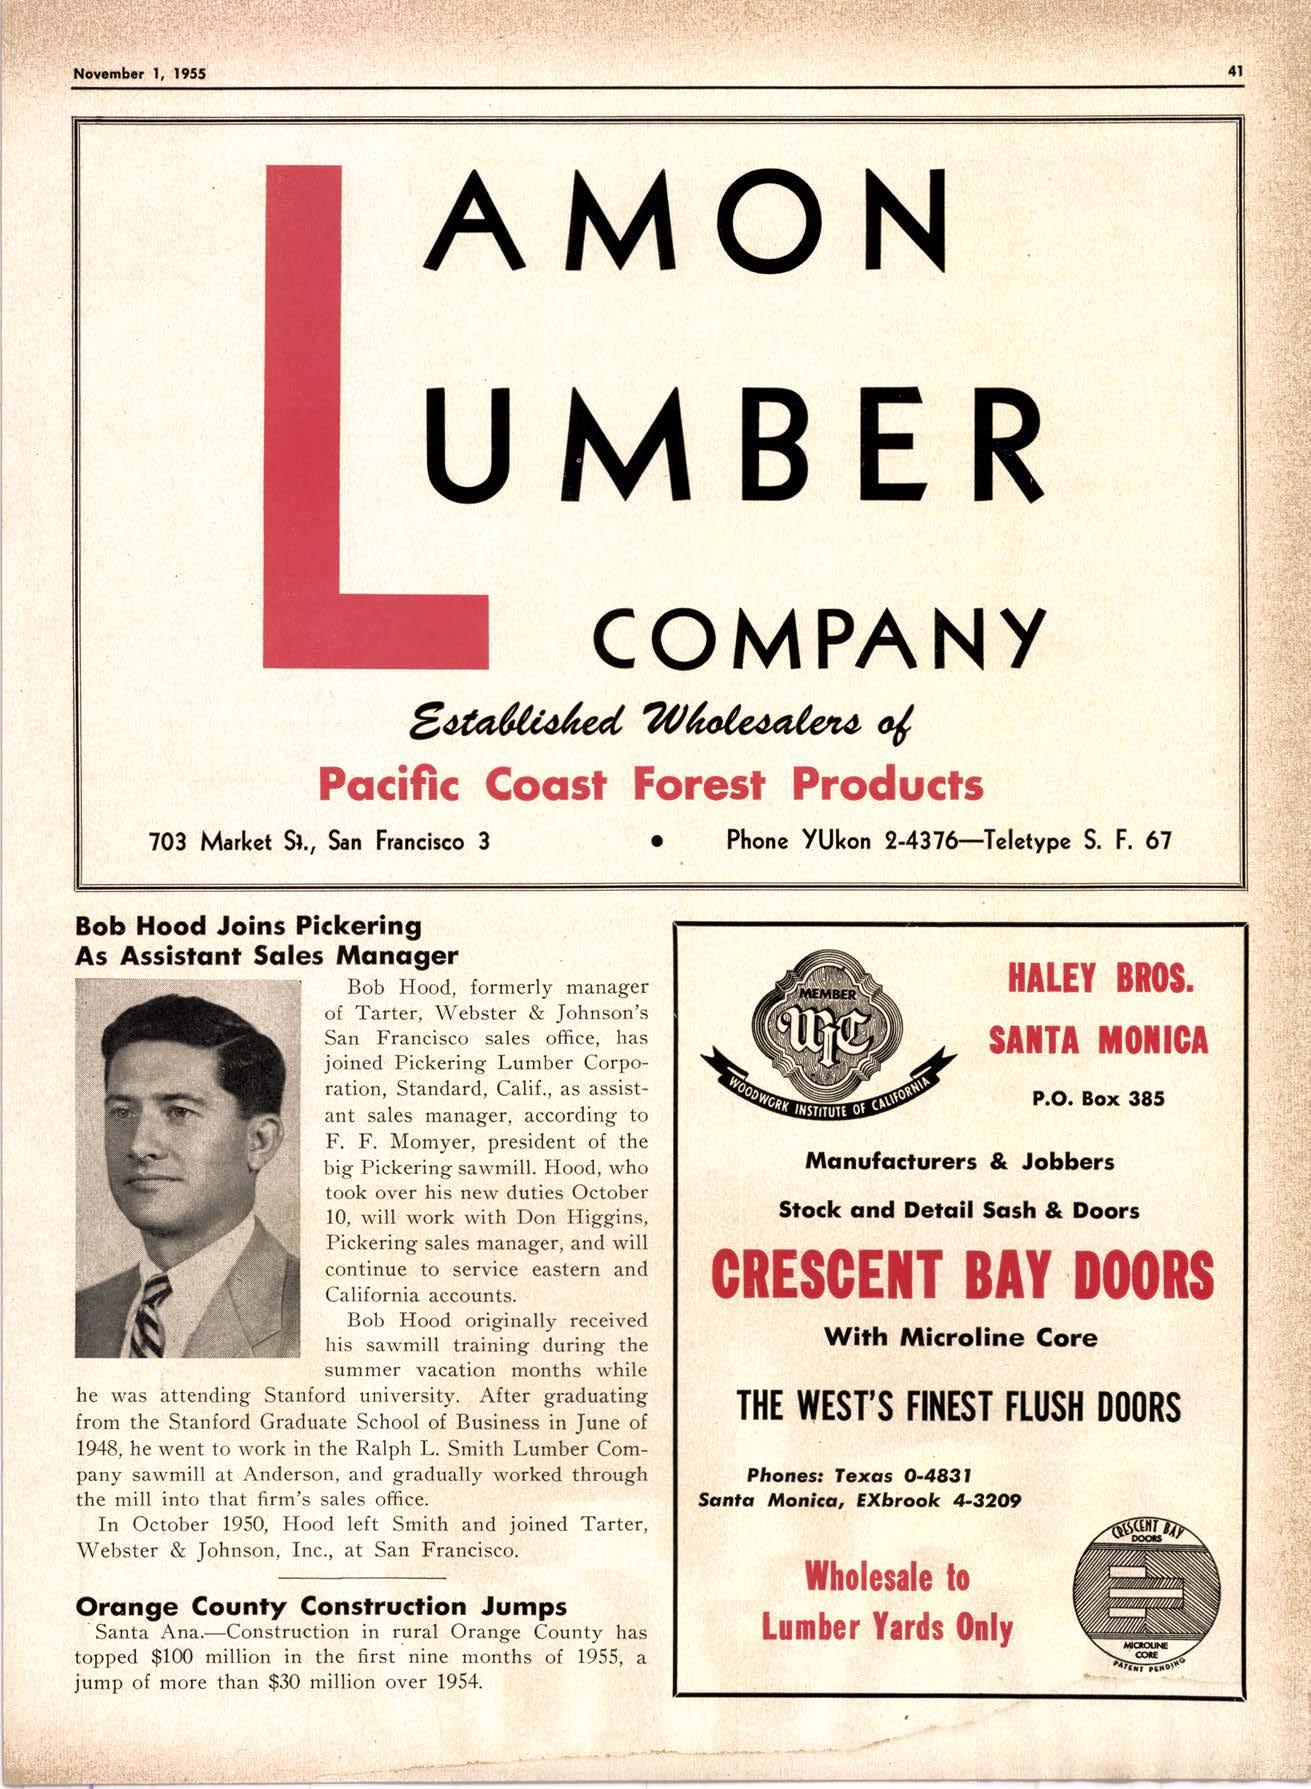 November 1, 1955
41
LAMON
LUMBER
COMPANY
Established Wholesalers of
Pacific Coast Forest Products
703 Market St., San Francisco 3 • Phone YUkon 2-4376—Teletype S. F. 67
Bob Hood Joins Pickering
As Assistant Sales Manager
Bob Hood, formerly manager
of Tarter, Webster & Johnson's
San Francisco sales office, has
joined Pickering Lumber Corpo-
ration, Standard, Calif., as assist-
ant sales manager, according to
F. F. Momyer, president of the
big Pickering sawmill. Hood, who
took over his new duties October
10, will work with Don Higgins,
Pickering sales manager, and will
continue to service eastern and
California accounts.
Bob Hood originally received
his sawmill training during the
summer vacation months while
he was attending Stanford university. After graduating
from the Stanford Graduate School of Business in June of
1948, he went to work in the Ralph L. Smith Lumber Com-
pany sawmill at Anderson, and gradually worked through
the mill into that firm's sales office.
In October 1950, Hood left Smith and joined Tarter,
Webster & Johnson, Inc., at San Francisco.
Orange County Construction Jumps
Santa Ana.—Construction in rural Orange County has
topped $100 million in the first nine months of 1955, a
jump of more than $30 million over 1954.
MEMBER
WIC
WOODWORK INSTITUTE OF CALIFORNIA
HALEY BROS.
SANTA MONICA
P.O. Box 385
Manufacturers & Jobbers
Stock and Detail Sash & Doors
CRESCENT BAY DOORS
With Microline Core
THE WEST'S FINEST FLUSH DOORS
Phones: Texas 0-4831
Santa Monica, EXbrook 4-3209
Wholesale to
Lumber Yards Only
CRESCENT BAY
DOORS
MICROLINE
CORE
PATENT PENDING